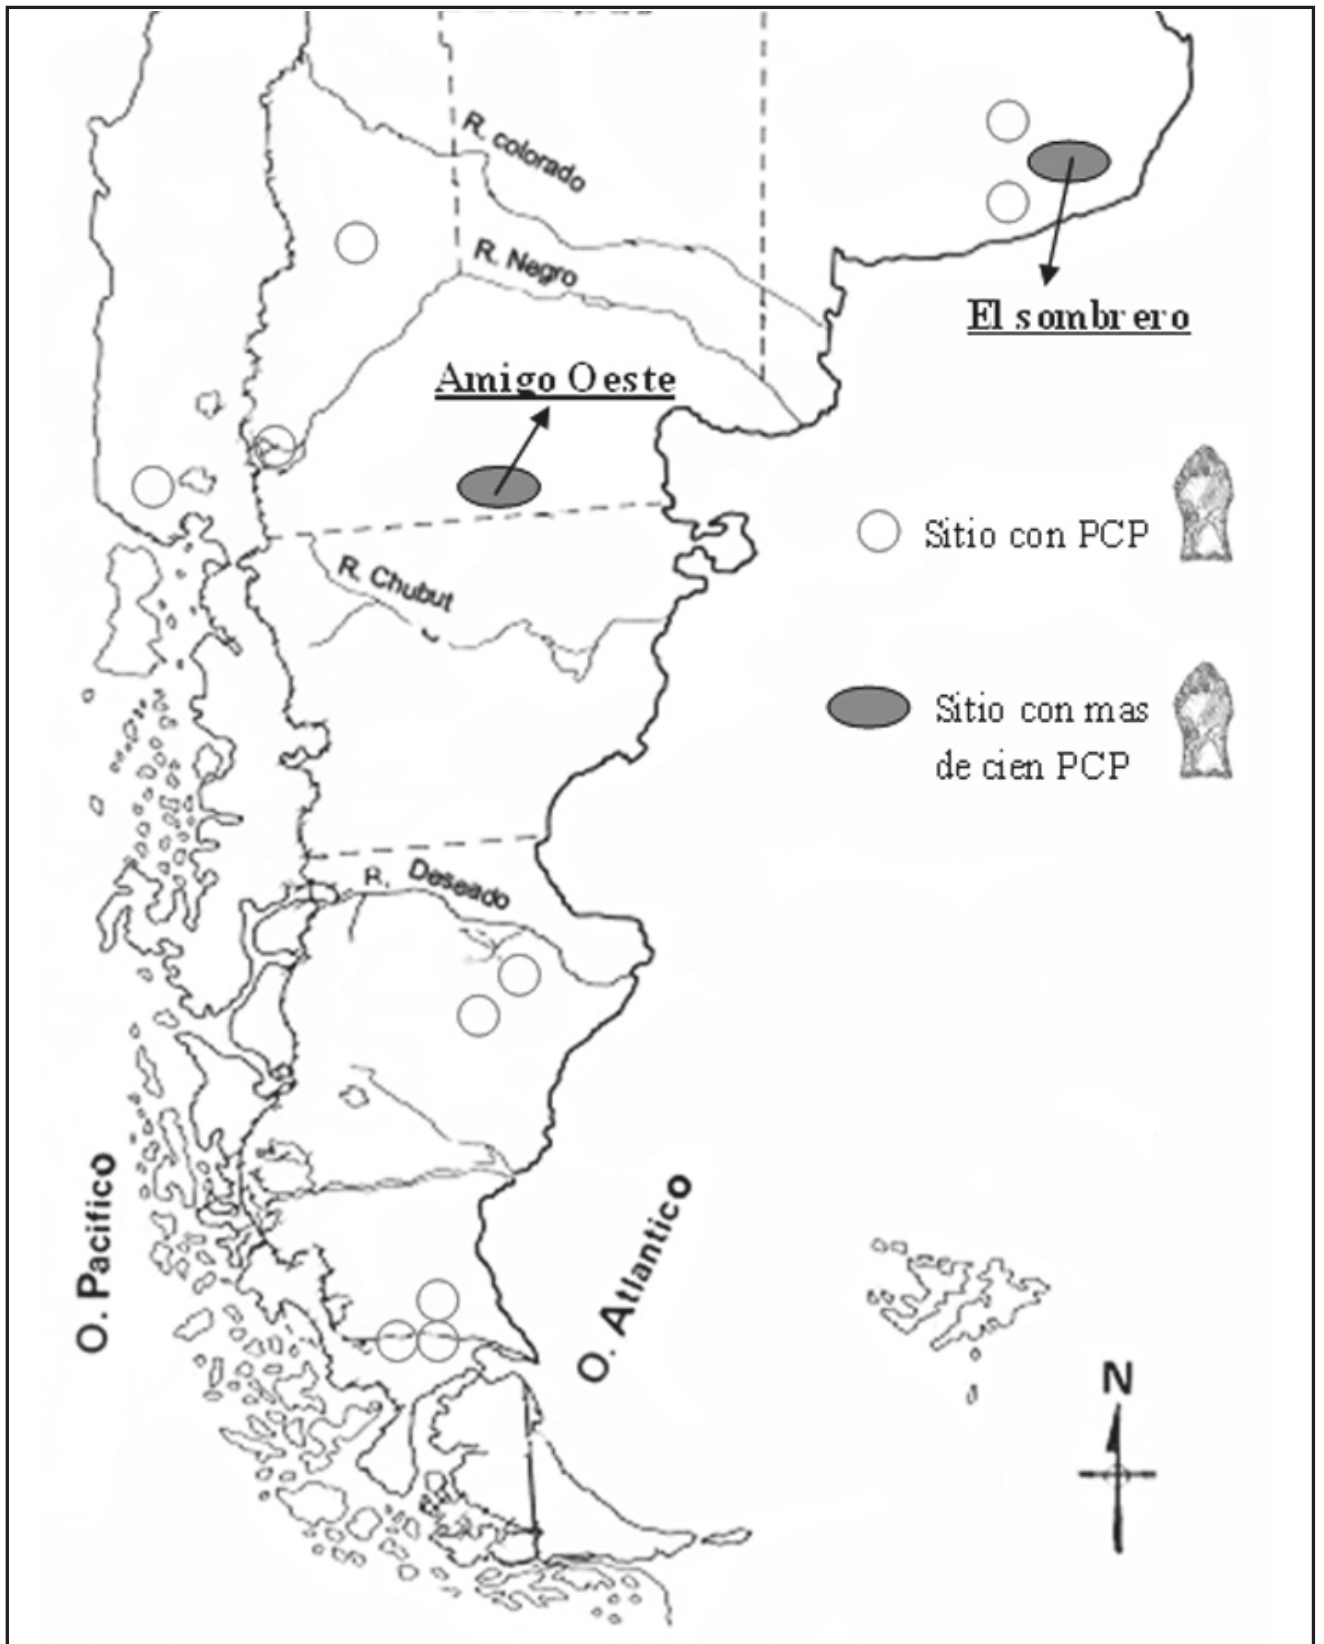 R. colorado
R. Negro
El sombrero
Amigo Oeste
Sitio con PCP
R. Chubut
Sitio con mas
de cien PCP
R. Deseado
O. Pacifico
O. Atlantico
N